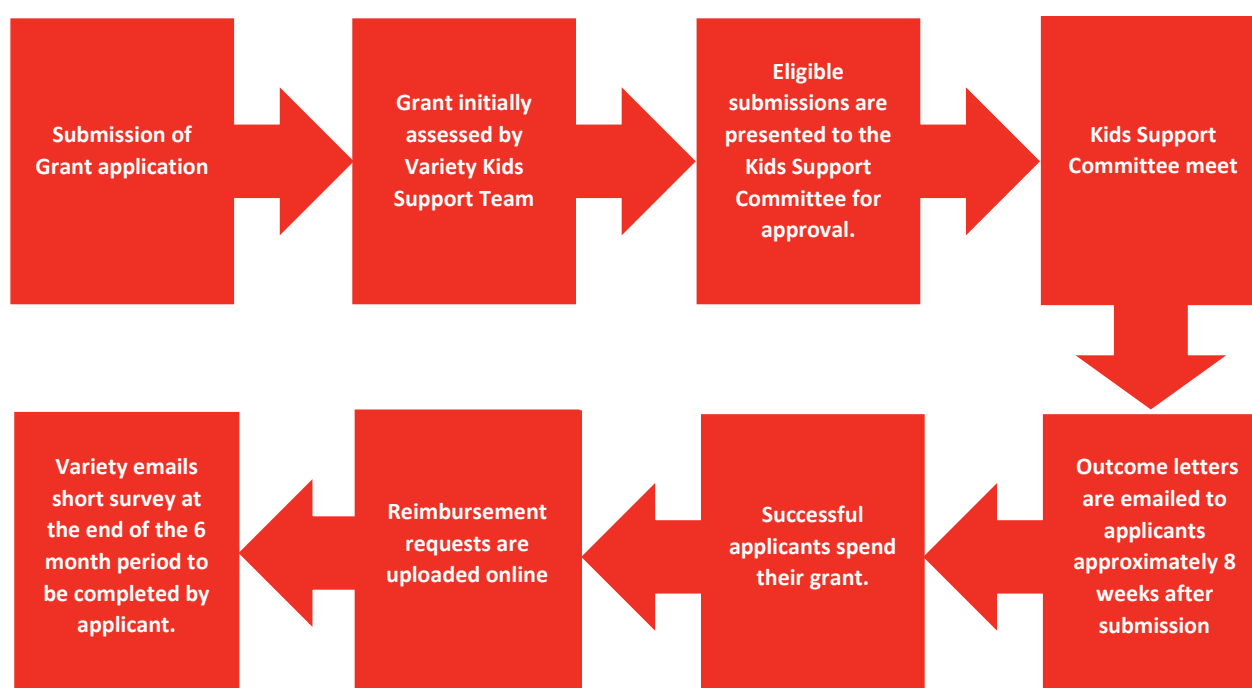 Submission of
Grant application
Grant initially
assessed by
Variety Kids
Support Team
Eligible
submissions are
presented to the
Kids Support
Committee for
approval.
Kids Support
Committee meet
Outcome letters
are emailed to
applicants
approximately 8
weeks after
submission
Successful
applicants spend
their grant.
Reimbursement
requests are
uploaded online
Variety emails
short survey at
the end of the 6
month period to
be completed by
applicant.